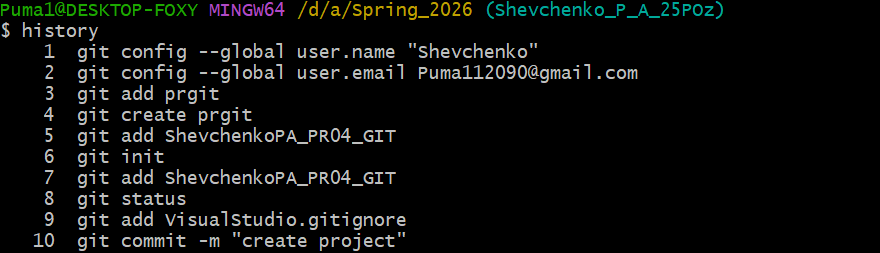 Puma1@DESKTOP-FOXY MINGW64 /d/a/Spring_2026 (Shevchenko_P_A_25POz)
$ history
1 git config --global user.name "Shevchenko"
2 git config --global user.email Puma112090@gmail.com
3 git add prgit
4 git create prgit
5 git add ShevchenkoPA_PR04_GIT
6 git init
7 git add ShevchenkoPA_PR04_GIT
8 git status
9 git add VisualStudio.gitignore
10 git commit -m "create project"